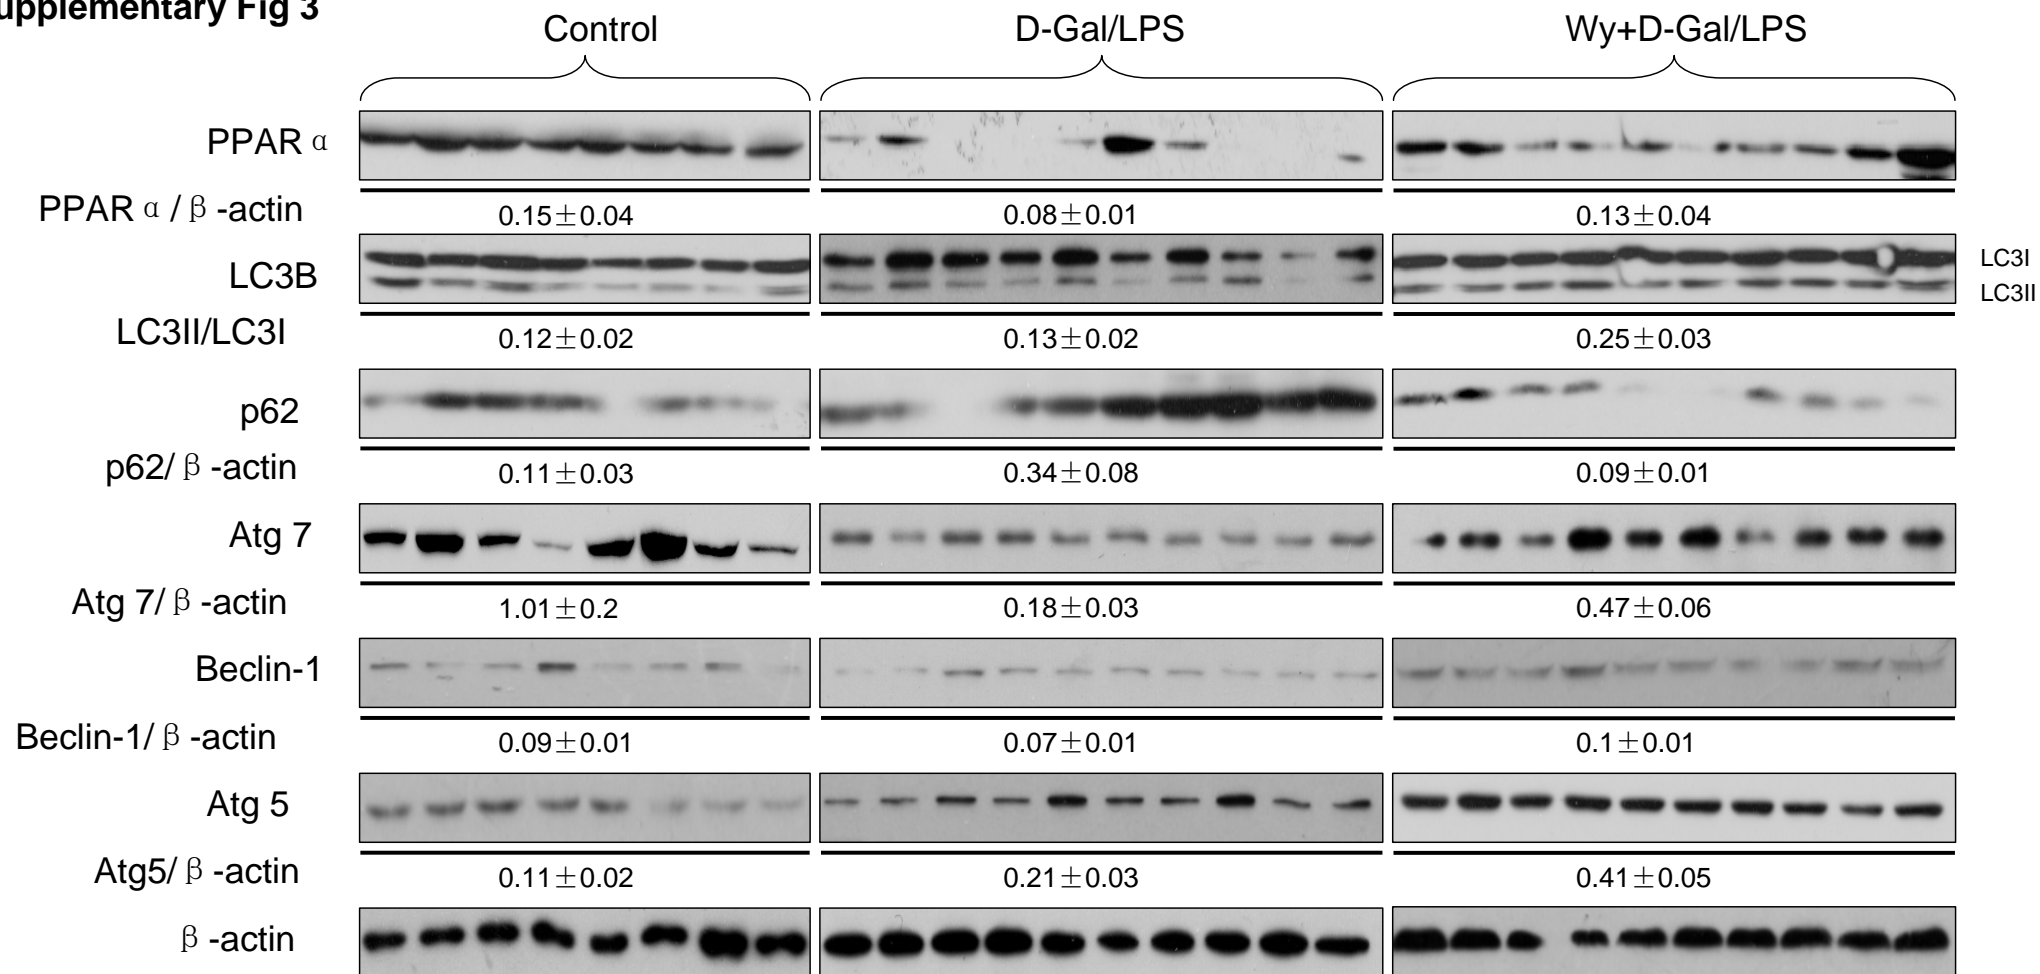 upplementary Fig 3
Control D-Gal/LPS Wy+D-Gal/LPS
PPAR α
PPAR α / β -actin 0.15±0.04 0.08±0.01 0.13±0.04
LC3B LC3I
LC3II
LC3II/LC3I 0.12±0.02 0.13±0.02 0.25±0.03
p62
p62/ β -actin 0.11±0.03 0.34±0.08 0.09±0.01
Atg 7
Atg 7/ β -actin 1.01±0.2 0.18±0.03 0.47±0.06
Beclin-1
Beclin-1/ β -actin 0.09±0.01 0.07±0.01 0.1±0.01
Atg 5
Atg5/ β -actin 0.11±0.02 0.21±0.03 0.41±0.05
β -actin